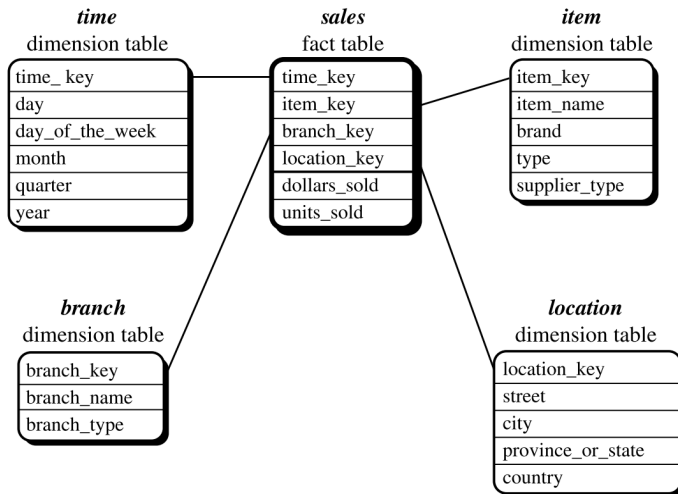 time
dimension table
time_ key
day
day_of_the_week
month
quarter
year
sales
fact table
time_key
item_key
branch_key
location_key
dollars_sold
units_sold
item
dimension table
item_key
item_name
brand
type
supplier_type
branch
dimension table
branch_key
branch_name
branch_type
location
dimension table
location_key
street
city
province_or_state
country